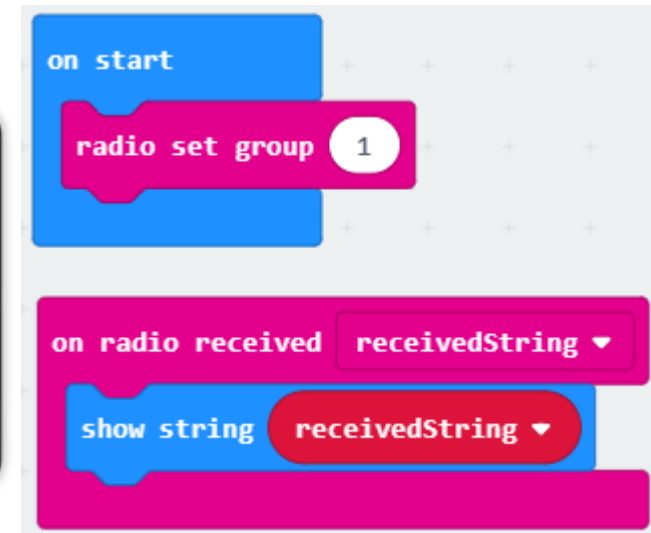 on start
radio set group 1
on radio received receivedString
show string receivedString